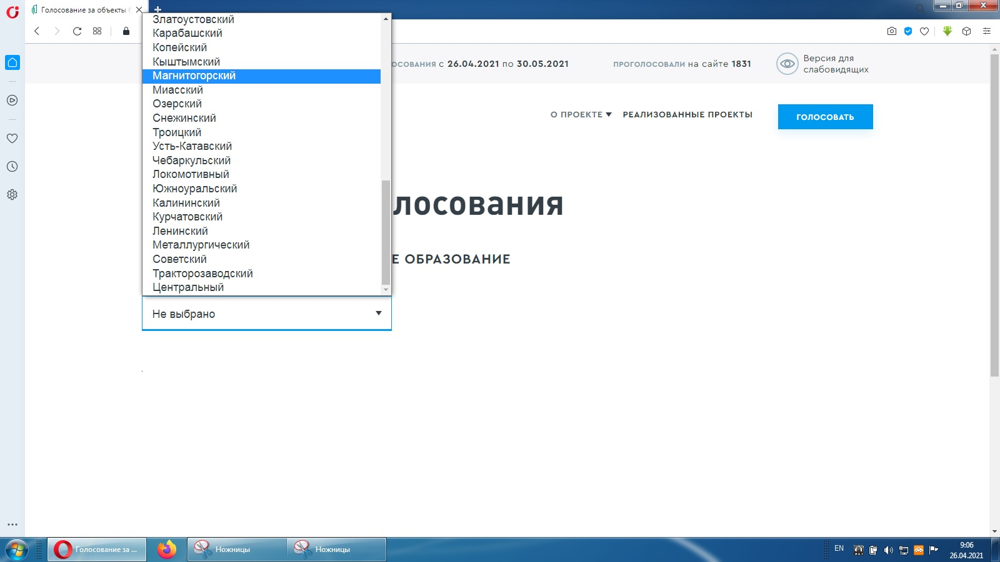 Голосование за объекты
ОСОВАНИЯ с 26.04.2021 по 30.05.2021
ПРОГОЛОСОВАЛИ на сайте 1831
Версия для
слабовидящих
О ПРОЕКТЕ
РЕАЛИЗОВАННЫЕ ПРОЕКТЫ
ГОЛОСОВАТЬ
Златоустовский
Карабашский
Копейский
Кыштымский
Магнитогорский
Миасский
Озерский
Снежинский
Троицкий
Усть-Катавский
Чебаркульский
Локомотивный
Южноуральский
Калининский
Курчатовский
Ленинский
Металлургический
Советский
Тракторозаводский
Центральный
лосования
Е ОБРАЗОВАНИЕ
Не выбрано
Голосование за ...
Ножницы
Ножницы
EN
9:06
26.04.2021